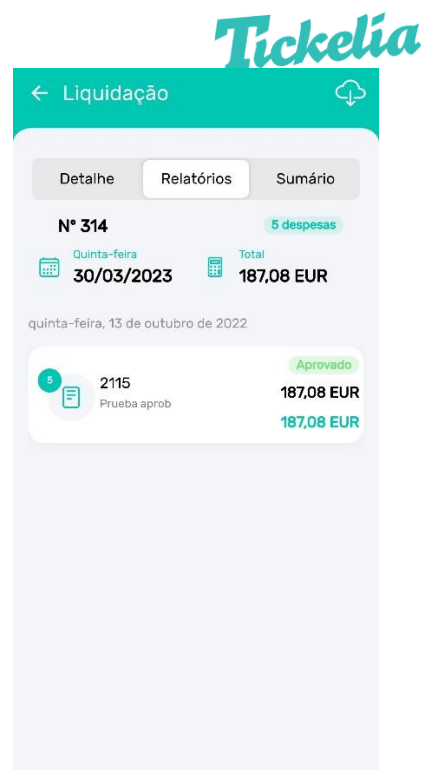 Tickelia
Liquidação
Detalhe Relatórios Sumário
N° 314 5 despesas
Quinta-feira Total
30/03/2023 187,08 EUR
quinta-feira, 13 de outubro de 2022
Aprovado
5 2115 187,08 EUR
Prueba aprob
187,08 EUR